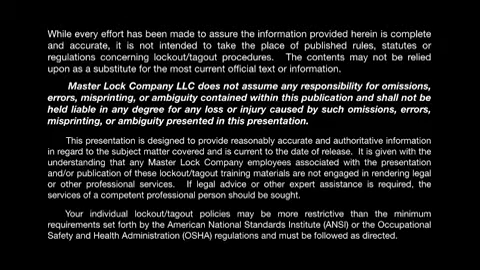 While every effort has been made to assure the information provided herein is complete
and accurate, it is not intended to take the place of published rules, statutes or
regulations concerning lockout/tagout procedures. The contents may not be relied
upon as a substitute for the most current official text or information.
Master Lock Company LLC does not assume any responsibility for omissions,
errors, misprinting, or ambiguity contained within this publication and shall not be
held liable in any degree for any loss or injury caused by such omissions, errors,
misprinting, or ambiguity presented in this presentation.
This presentation is designed to provide reasonably accurate and authoritative information
in regard to the subject matter covered and is current to the date of release. It is given with the
understanding that any Master Lock Company employees associated with the presentation
and/or publication of these lockout/tagout training materials are not engaged in rendering legal
or other professional services. If legal advice or other expert assistance is required, the
services of a competent professional person should be sought.
Your individual lockout/tagout policies may be more restrictive than the minimum
requirements set forth by the American National Standards Institute (ANSI) or the Occupational
Safety and Health Administration (OSHA) regulations and must be followed as directed.